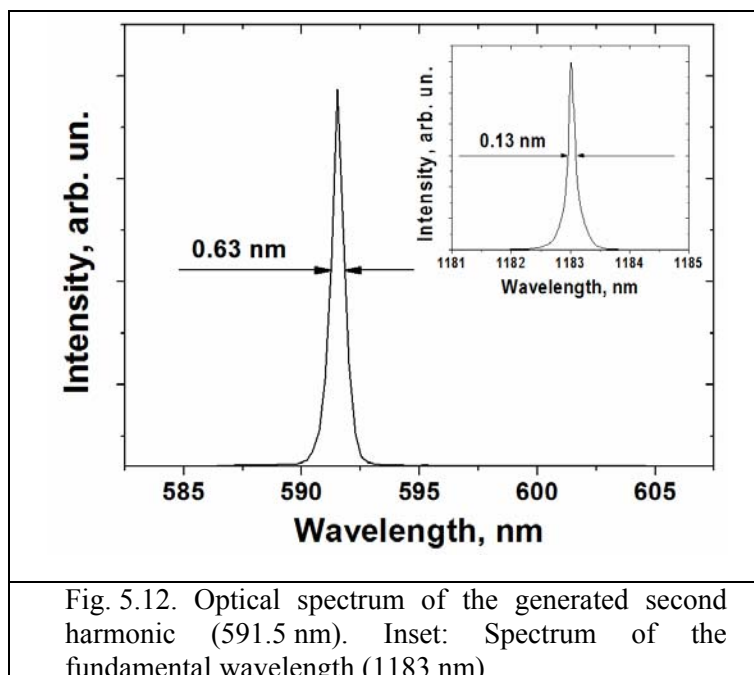 Intensity, arb. un.
0.63 nm
585 590 595 600 605
Wavelength, nm
Intensity, arb. un.
0.13 nm
1181 1182 1183 1184 1185
Wavelength, nm
Fig. 5.12. Optical spectrum of the generated second
harmonic (591.5 nm). Inset: Spectrum of the
fundamental wavelength (1183 nm)